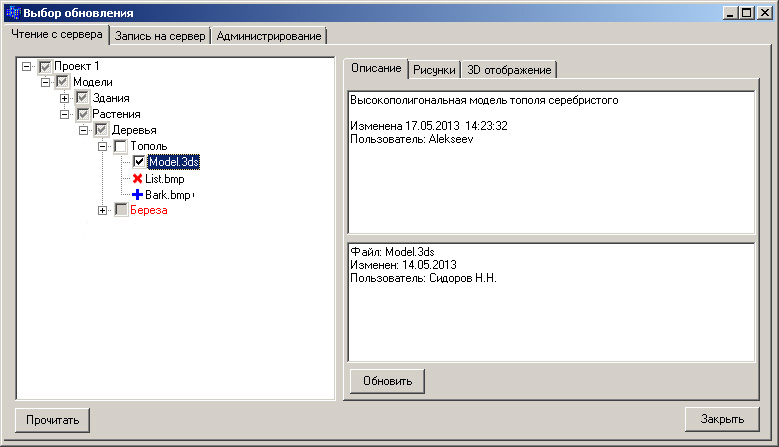 Выбор обновления
Чтение с сервера
Запись на сервер
Администрирование
Проект 1
Модели
Здания
Растения
Деревья
Тополь
Model.3ds
List.bmp
Bark.bmp
Береза
Описание
Рисунки
3D отображение
Высокополигональная модель тополя серебристого
Изменена 17.05.2013 14:23:32
Пользователь: Alekseev
Файл: Model.3ds
Изменен: 14.05.2013
Пользователь: Сидоров Н.Н.
Обновить
Прочитать
Закрыть